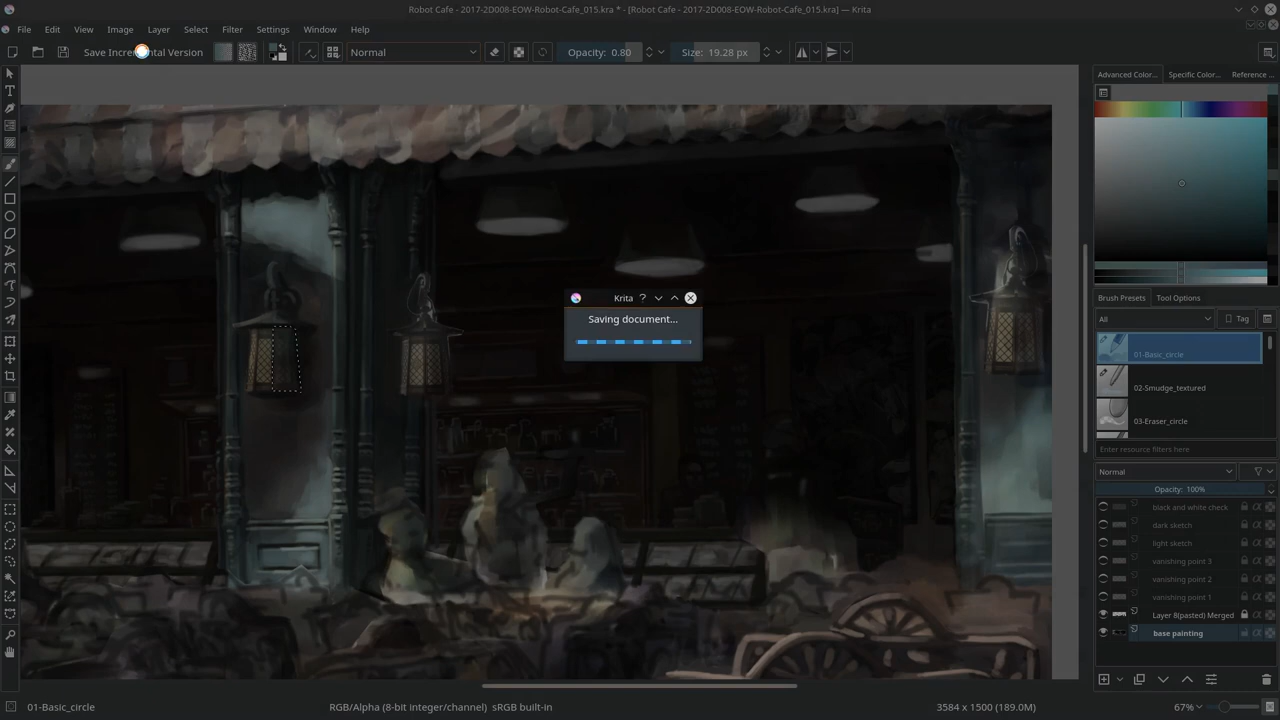 Robot Cafe - 2017-2D008-EOW-Robot-Cafe_015.kra * - [Robot Cafe - 2017-2D008-EOW-Robot-Cafe_015.kra] — Krita
File Edit View Image Layer Select Filter Settings Window Help
Save Incremental Version Normal Opacity: 0.80 Size: 19.28 px
Advanced Color... Specific Color... Reference ...
Krita
Saving document...
Brush Presets Tool Options
All Tag
01-Basic_circle
02-Smudge_textured
03-Eraser_circle
Enter resource filters here
Normal
Opacity: 100%
black and white check
dark sketch
light sketch
vanishing point 3
vanishing point 2
vanishing point 1
Layer 8(pasted) Merged
base painting
01-Basic_circle RGB/Alpha (8-bit integer/channel) sRGB built-in 3584 x 1500 (189.0M) 67%